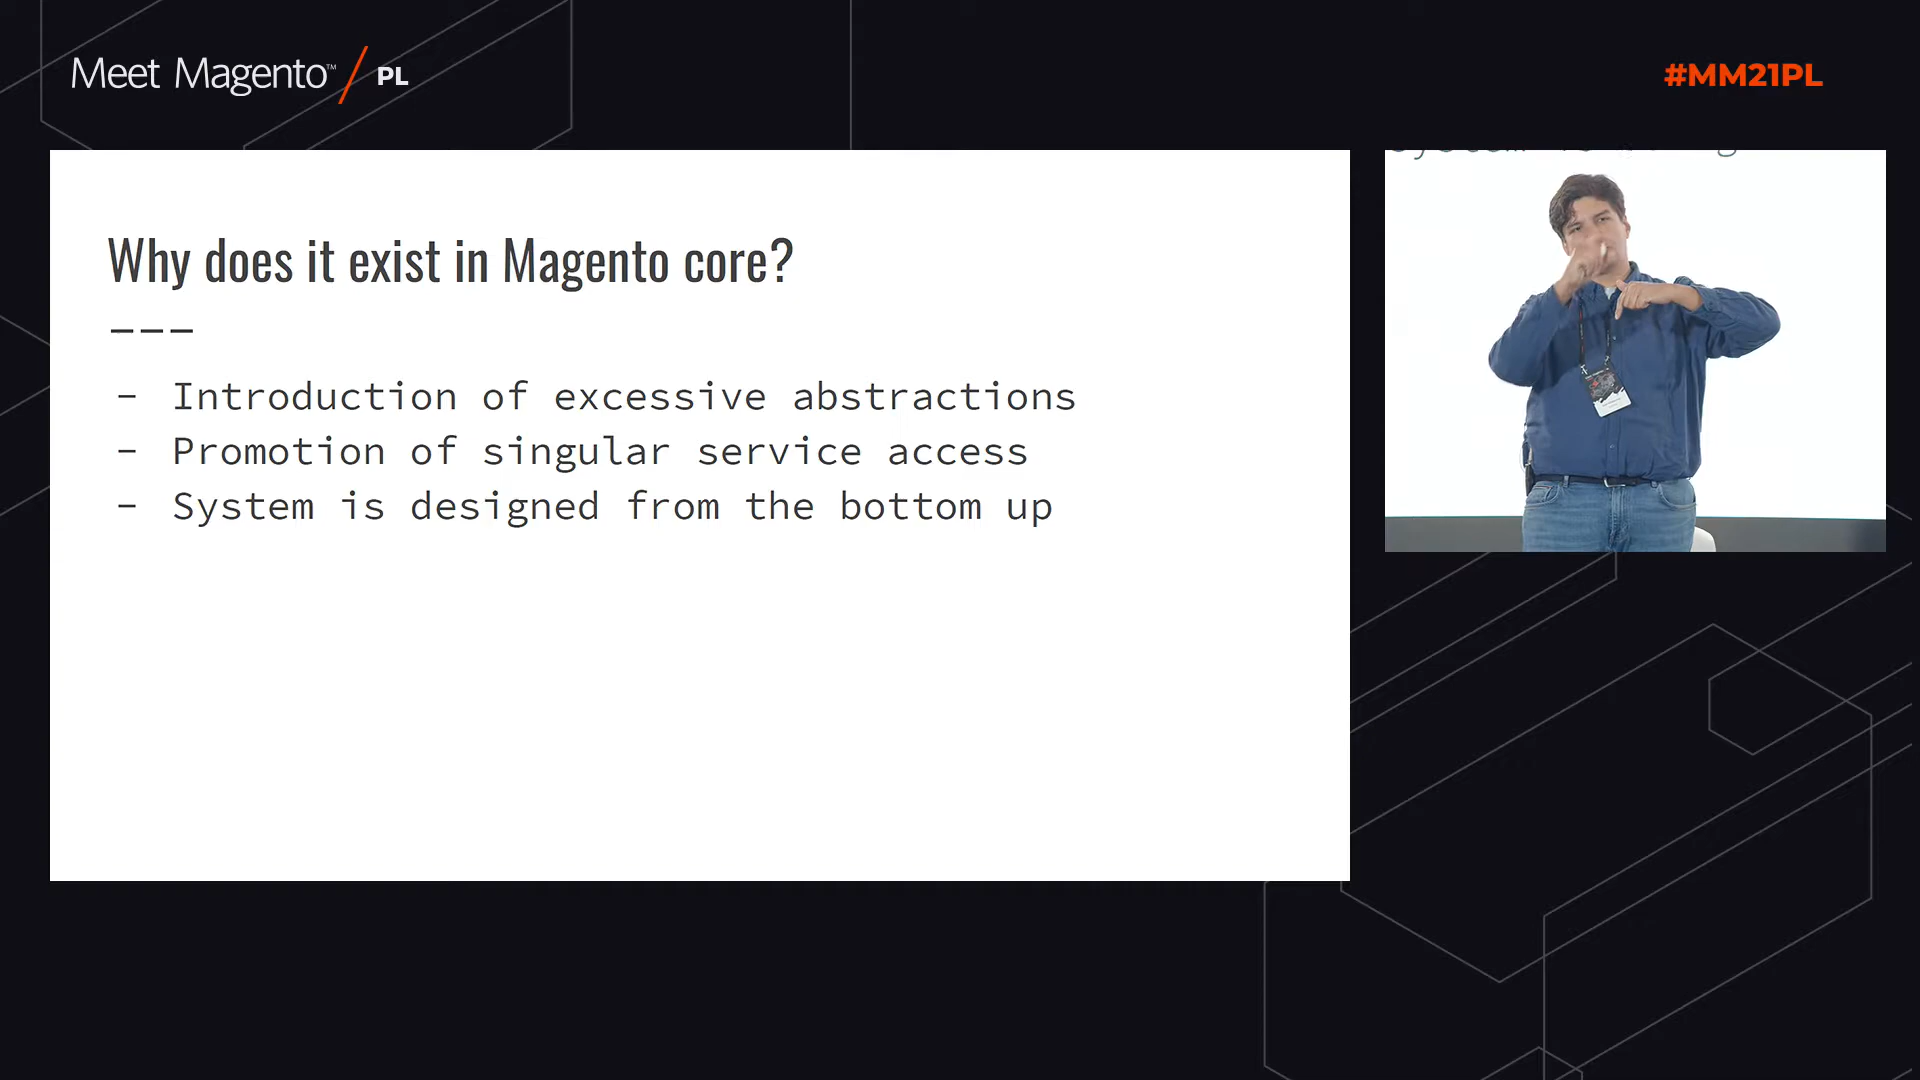 Meet Magento™ / PL
#MM21PL
Why does it exist in Magento core?
- Introduction of excessive abstractions
- Promotion of singular service access
- System is designed from the bottom up